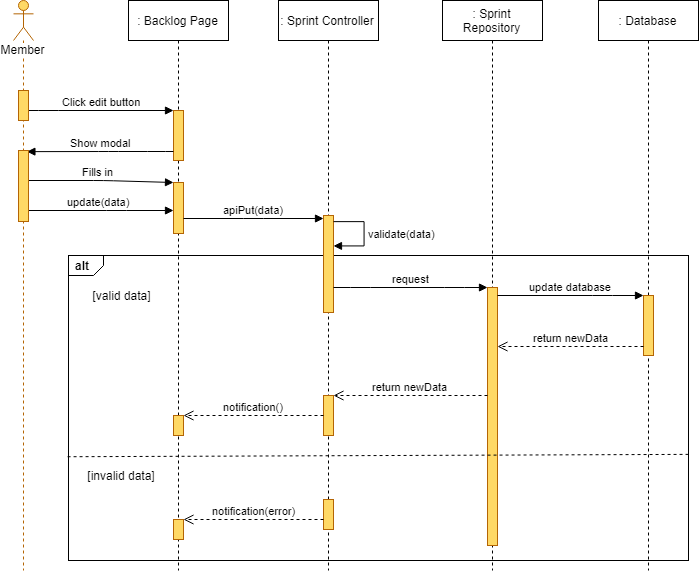 : Backlog Page
: Sprint Controller
: Sprint
Repository
: Database
Member
Click edit button
Show modal
Fills in
update(data)
apiPut(data)
validate(data)
alt
request
[valid data]
update database
return newData
return newData
notification()
[invalid data]
notification(error)